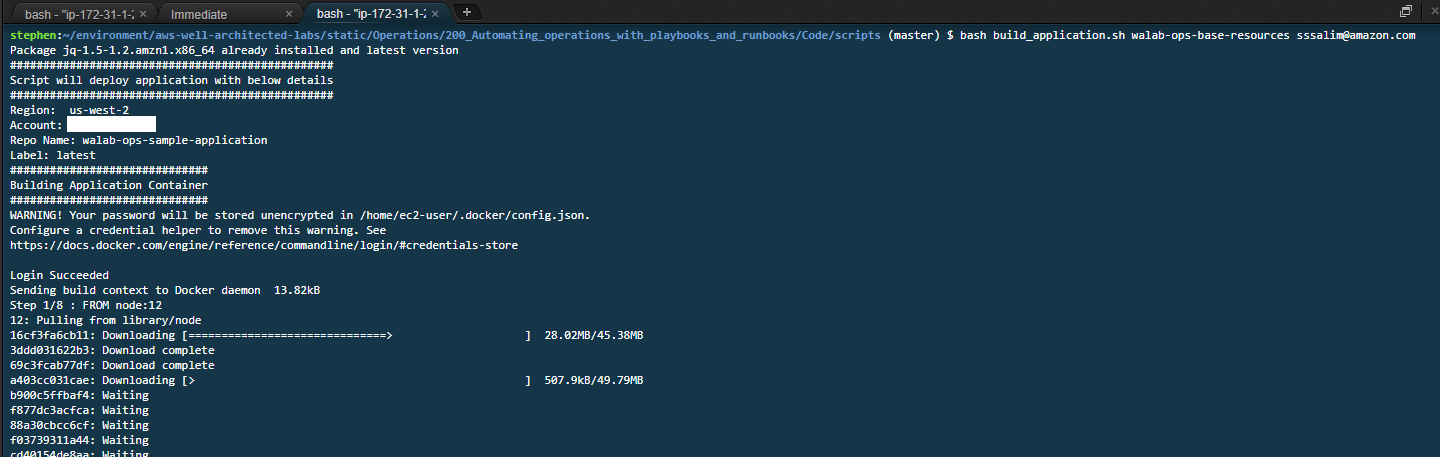 bash - "ip-172-31-1-2
Immediate
bash - "ip-172-31-1-2
stephen:~/environment/aws-well-architected-labs/static/Operations/200_Automating_operations_with_playbooks_and_runbooks/Code/scripts (master) $ bash build_application.sh walab-ops-base-resources sssalim@amazon.com
Package jq-1.5-1.2.amzn1.x86_64 already installed and latest version
#################################################
Script will deploy application with below details
#################################################
Region:  us-west-2
Account:
Repo Name: walab-ops-sample-application
Label: latest
##############################
Building Application Container
##############################
WARNING! Your password will be stored unencrypted in /home/ec2-user/.docker/config.json.
Configure a credential helper to remove this warning. See
https://docs.docker.com/engine/reference/commandline/login/#credentials-store
Login Succeeded
Sending build context to Docker daemon  13.82kB
Step 1/8 : FROM node:12
12: Pulling from library/node
16cf3fa6cb11: Downloading [==============================>                    ]  28.02MB/45.38MB
3ddd031622b3: Download complete
69c3fcab77df: Download complete
a403cc031cae: Downloading [>                                                  ]  507.9kB/49.79MB
b900c5ffbaf4: Waiting
f877dc3acfca: Waiting
88a30cbcc6cf: Waiting
f03739311a44: Waiting
cd40154de8aa: Waiting